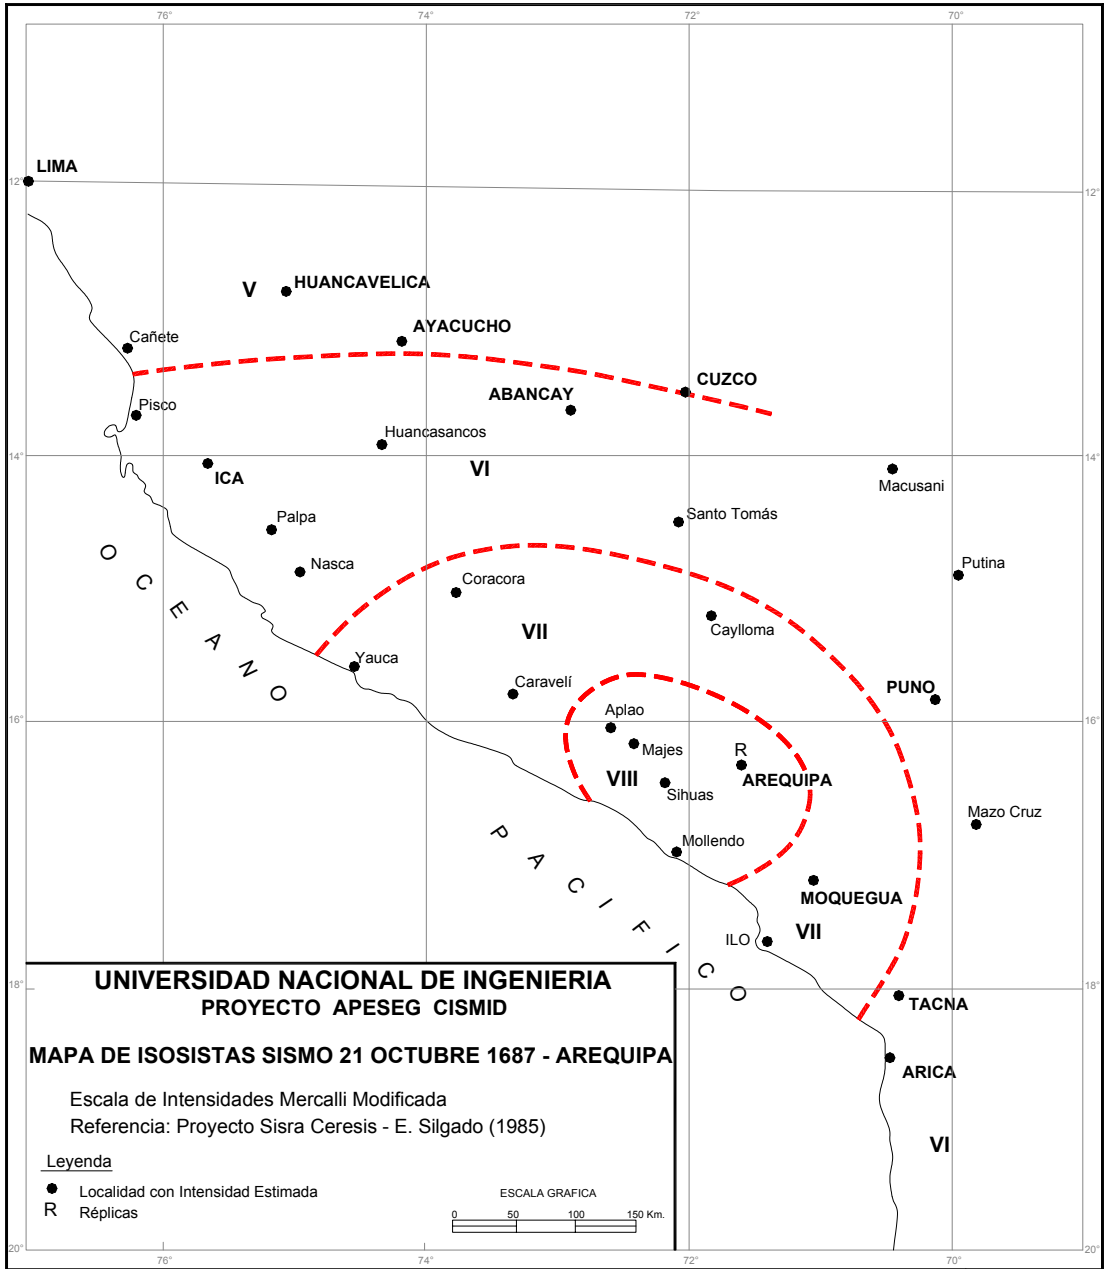 76°
74°
72°
70°
LIMA
12°
12°
V
HUANCAVELICA
AYACUCHO
Cañete
CUZCO
ABANCAY
Pisco
Huancasancos
14°
14°
VI
ICA
Macusani
Santo Tomás
Palpa
Nasca
Putina
Coracora
Caylloma
VII
Yauca
PUNO
Caravelí
Aplao
16°
16°
Majes
R
VIII
AREQUIPA
Sihuas
Mazo Cruz
Mollendo
MOQUEGUA
VII
ILO
OCEANO PACIFICO
18°
18°
TACNA
ARICA
VI
UNIVERSIDAD NACIONAL DE INGENIERIA
PROYECTO APESEG CISMID
MAPA DE ISOSISTAS SISMO 21 OCTUBRE 1687 - AREQUIPA
Escala de Intensidades Mercalli Modificada
Referencia: Proyecto Sisra Ceresis - E. Silgado (1985)
Leyenda
Localidad con Intensidad Estimada
R Réplicas
ESCALA GRAFICA
0 50 100 150 Km.
20°
20°
76°
74°
72°
70°